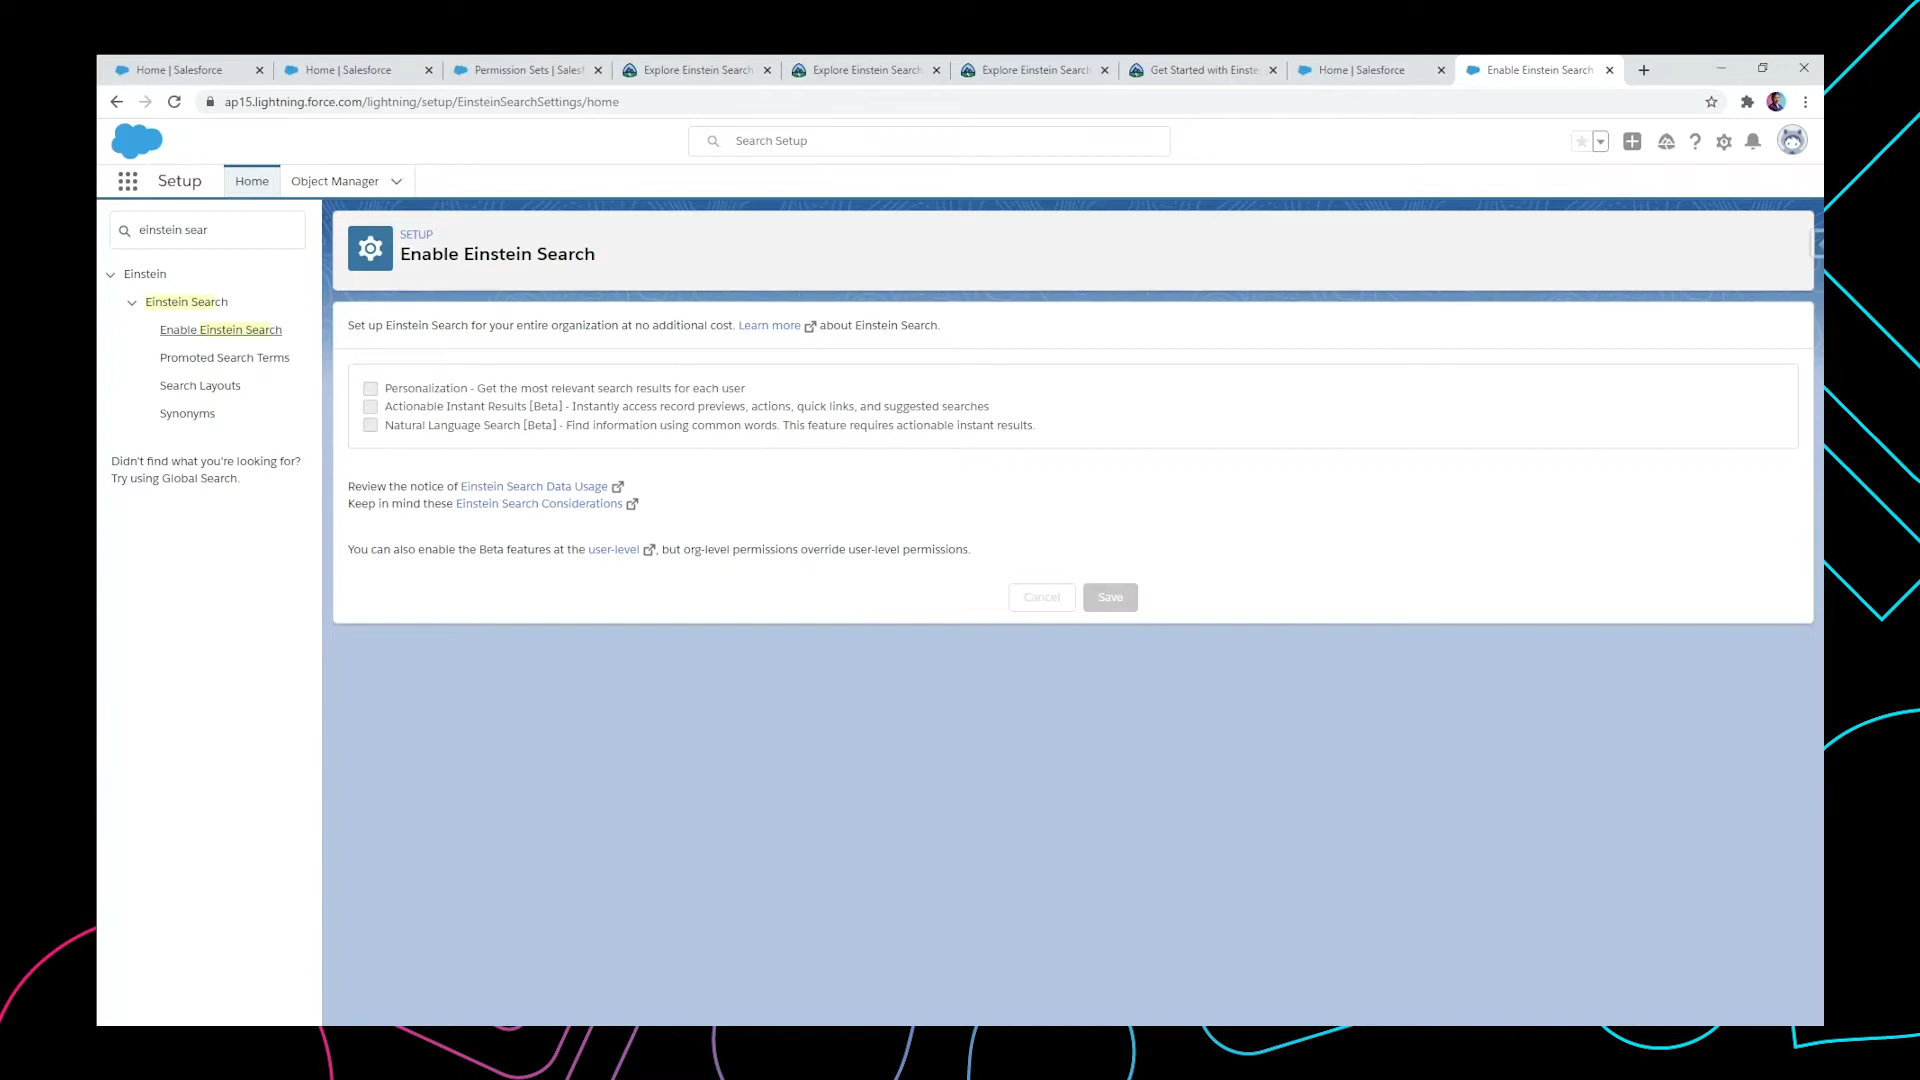 Home | Salesforce
Home | Salesforce
Permission Sets | Salesf
Explore Einstein Search
Explore Einstein Search
Explore Einstein Search
Get Started with Einste
Home | Salesforce
Enable Einstein Search
ap15.lightning.force.com/lightning/setup/EinsteinSearchSettings/home
Search Setup
Setup
Home
Object Manager
einstein sear
Einstein
Einstein Search
Enable Einstein Search
Promoted Search Terms
Search Layouts
Synonyms
Didn't find what you're looking for?
Try using Global Search.
SETUP
Enable Einstein Search
Set up Einstein Search for your entire organization at no additional cost. Learn more about Einstein Search.
Personalization - Get the most relevant search results for each user
Actionable Instant Results [Beta] - Instantly access record previews, actions, quick links, and suggested searches
Natural Language Search [Beta] - Find information using common words. This feature requires actionable instant results.
Review the notice of Einstein Search Data Usage
Keep in mind these Einstein Search Considerations
You can also enable the Beta features at the user-level , but org-level permissions override user-level permissions.
Cancel
Save